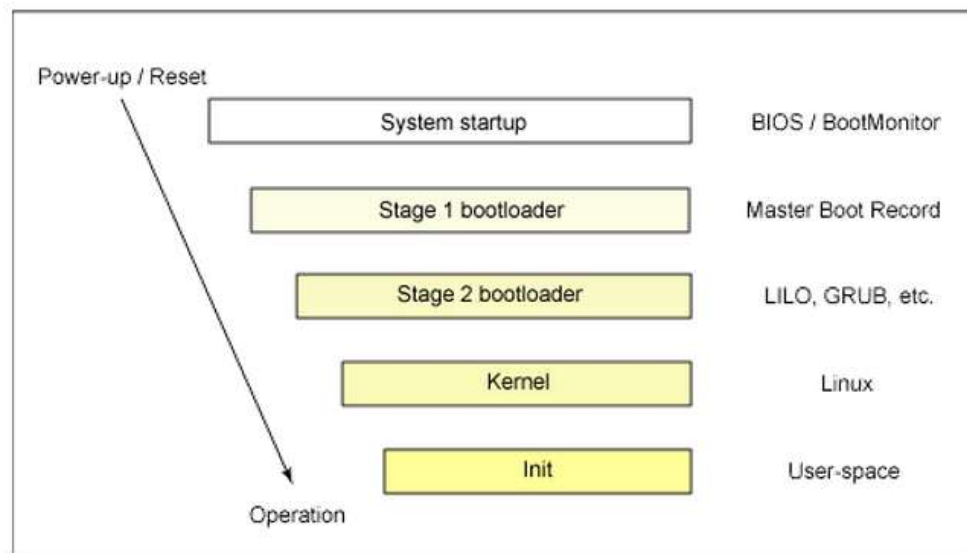 Power-up / Reset
System startup
BIOS / BootMonitor
Stage 1 bootloader
Master Boot Record
Stage 2 bootloader
LILO, GRUB, etc.
Kernel
Linux
Init
User-space
Operation